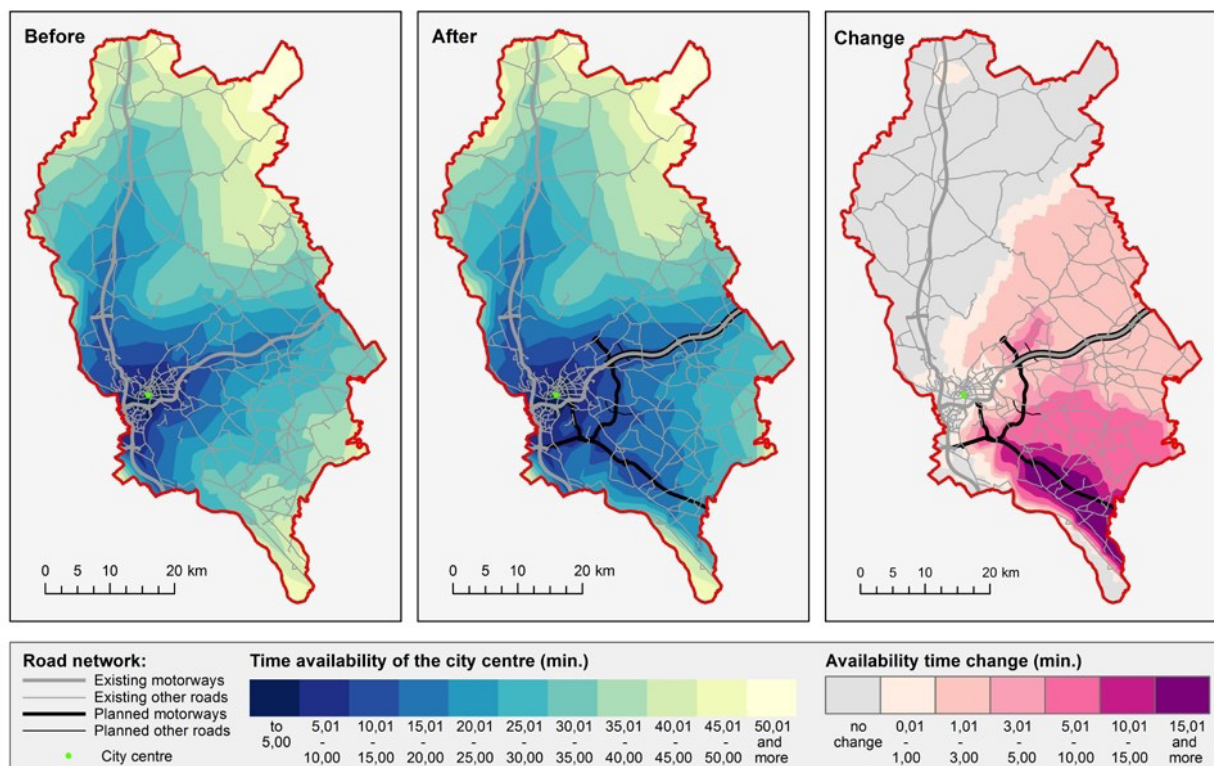 Before
After
Change
0 5 10 20 km
0 5 10 20 km
0 5 10 20 km
Road network:
Existing motorways
Existing other roads
Planned motorways
Planned other roads
City centre
Time availability of the city centre (min.)
to 5,00
5,01 - 10,00
10,01 - 15,00
15,01 - 20,00
20,01 - 25,00
25,01 - 30,00
30,01 - 35,00
35,01 - 40,00
40,01 - 45,00
45,01 - 50,00
50,01 and more
Availability time change (min.)
no change
0,01 - 1,00
1,01 - 3,00
3,01 - 5,00
5,01 - 10,00
10,01 - 15,00
15,01 and more